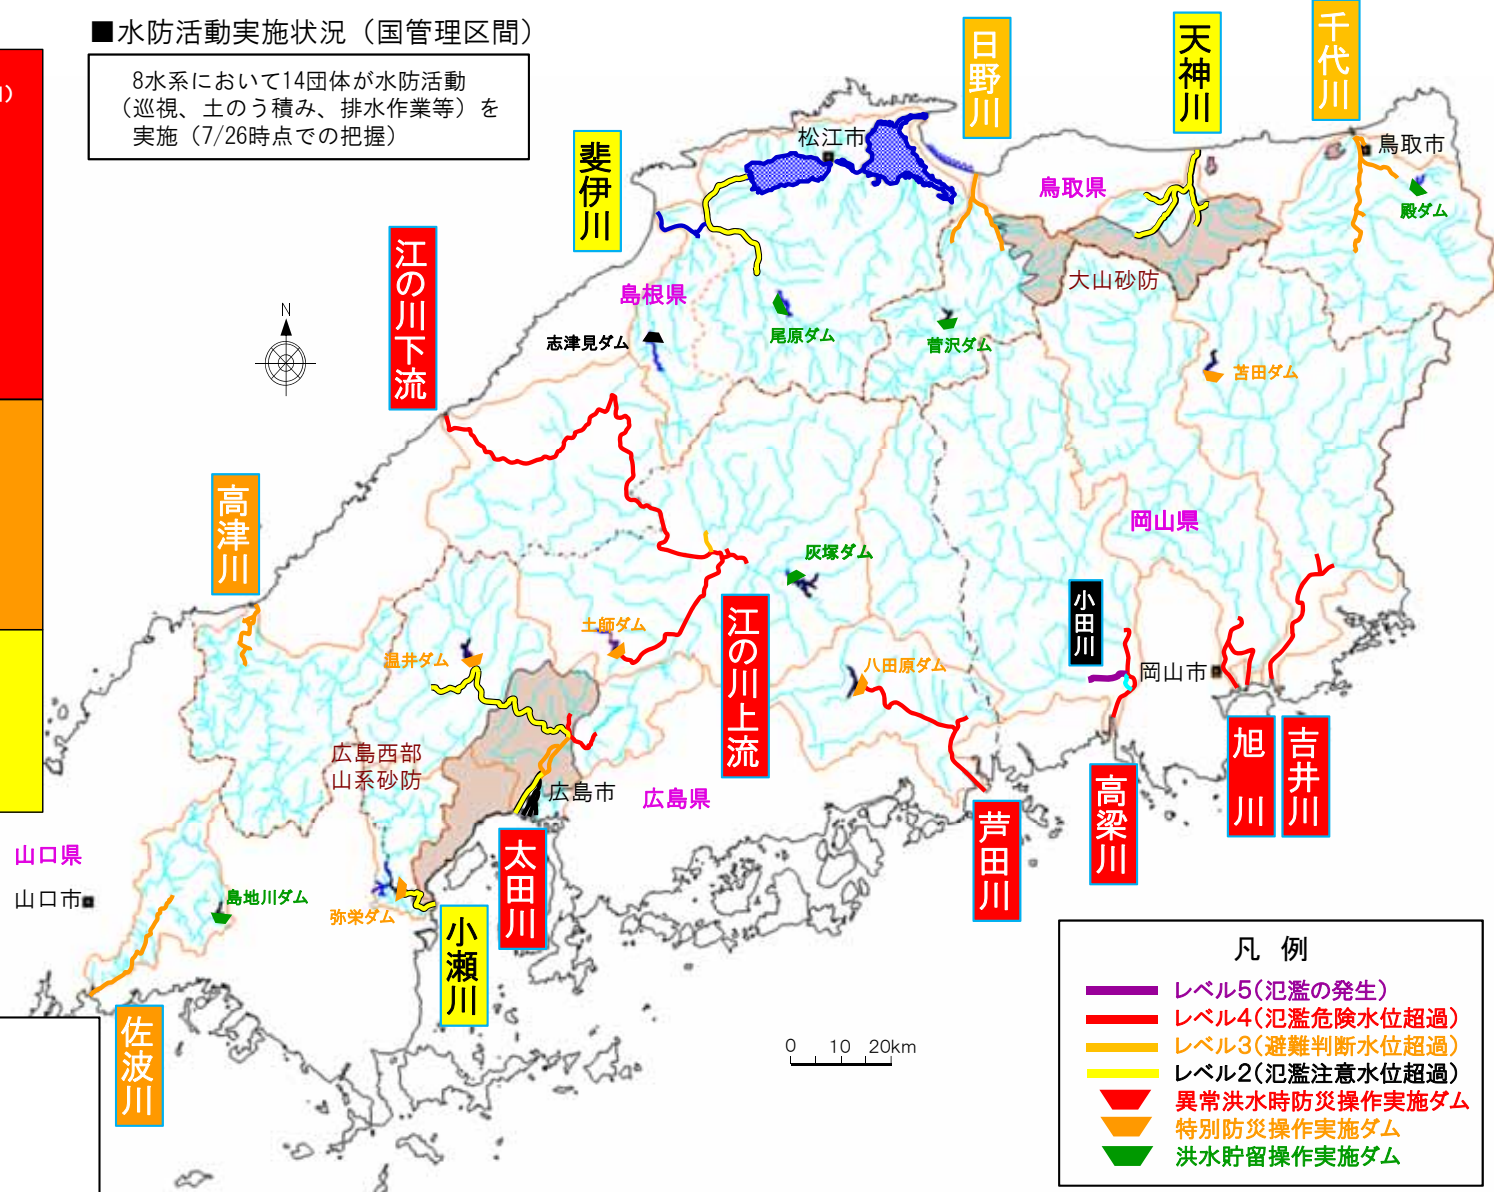 ■水防活動実施状況（国管理区間）
8水系において14団体が水防活動
（巡視、土のう積み、排水作業等）を
実施（7/26時点での把握）
千代川
天神川
日野川
斐伊川
松江市
鳥取市
鳥取県
殿ダム
江の川下流
大山砂防
島根県
N
志津見ダム
尾原ダム
菅沢ダム
苫田ダム
高津川
岡山県
灰塚ダム
小田川
土師ダム
江の川上流
温井ダム
八田原ダム
岡山市
旭川
吉井川
広島西部
山系砂防
広島市
広島県
高梁川
芦田川
太田川
山口県
山口市
島地川ダム
弥栄ダム
小瀬川
佐波川
0 10 20km
凡 例
レベル5（氾濫の発生）
レベル4（氾濫危険水位超過）
レベル3（避難判断水位超過）
レベル2（氾濫注意水位超過）
異常洪水時防災操作実施ダム
特別防災操作実施ダム
洪水貯留操作実施ダム